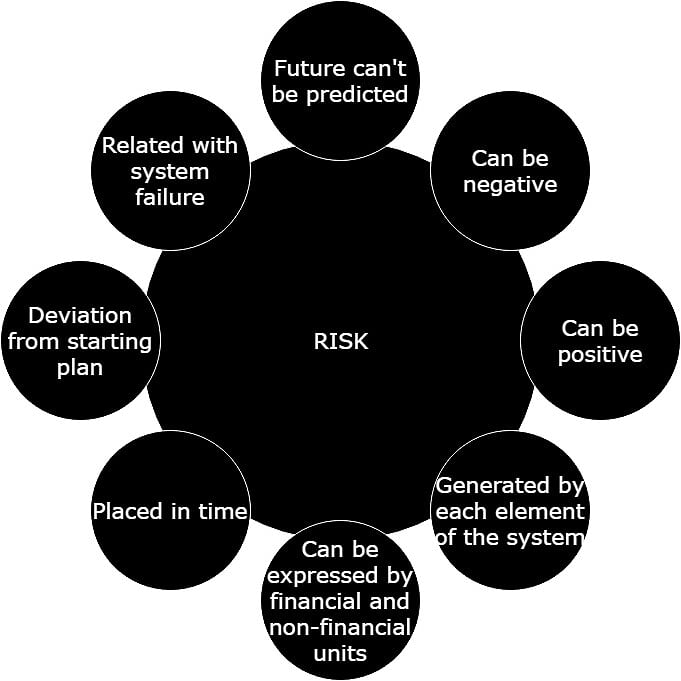 Future can't
be predicted
Can be
negative
Can be
positive
Generated by
each element
of the system
Can be
expressed by
financial and
non-financial
units
Placed in time
Deviation
from starting
plan
Related with
system
failure
RISK